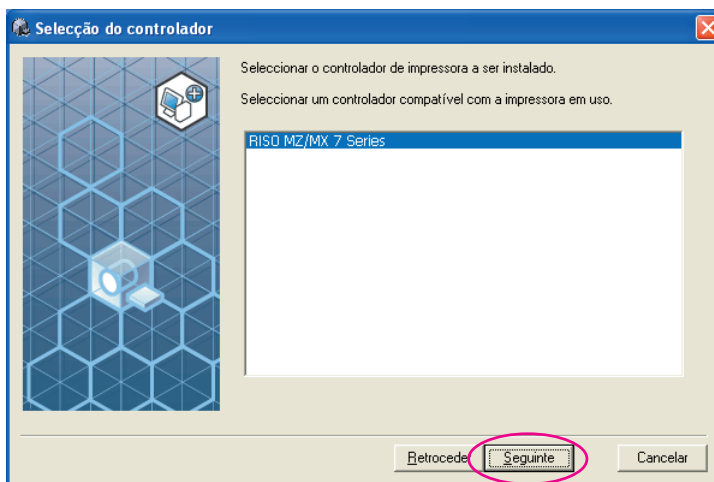 Selecção do controlador
Seleccionar o controlador de impressora a ser instalado.
Seleccionar um controlador compatível com a impressora em uso.
RISO MZ/MX 7 Series
Retrocede Seguinte Cancelar